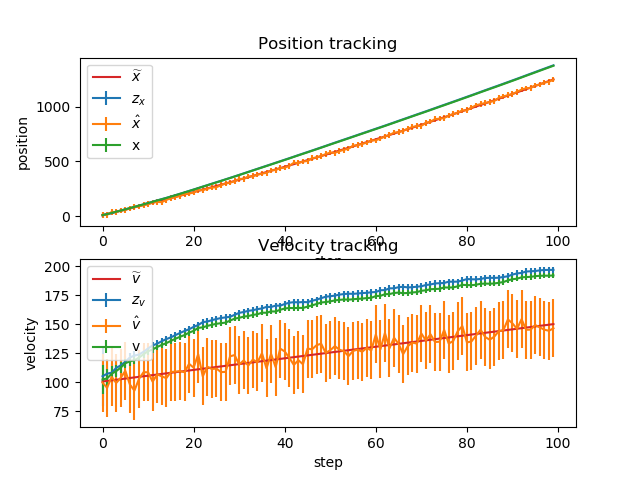 Position tracking
x̃
z_x
x̂
x
position
1000
500
0
0 20 40 60 80 100
step
Velocity tracking
ṽ
z_v
v̂
v
velocity
200
175
150
125
100
75
0 20 40 60 80 100
step